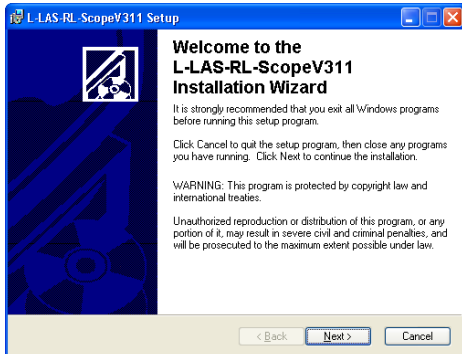 L-LAS-RL-ScopeV311 Setup
Welcome to the
L-LAS-RL-ScopeV311
Installation Wizard
It is strongly recommended that you exit all Windows programs
before running this setup program.
Click Cancel to quit the setup program, then close any programs
you have running. Click Next to continue the installation.
WARNING: This program is protected by copyright law and
international treaties.
Unauthorized reproduction or distribution of this program, or any
portion of it, may result in severe civil and criminal penalties, and
will be prosecuted to the maximum extent possible under law.
< Back Next > Cancel